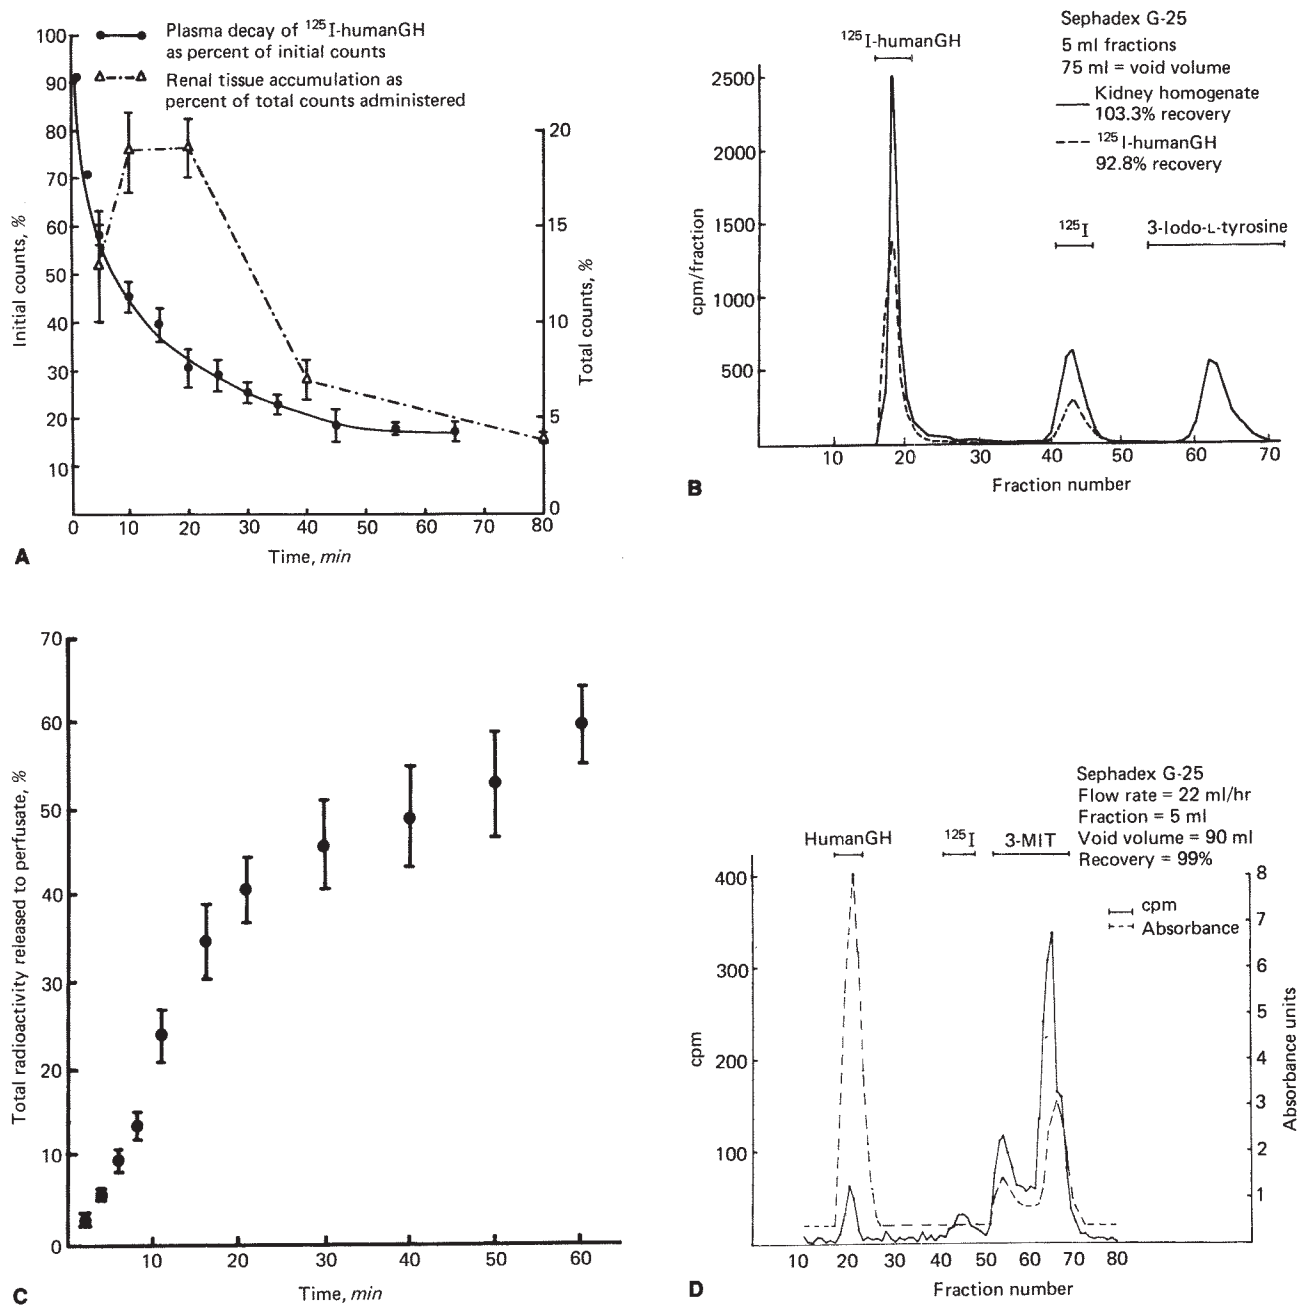 Plasma decay of ¹²⁵I-humanGH
as percent of initial counts
Renal tissue accumulation as
percent of total counts administered
100
90
80
70
60
50
40
30
20
10
Initial counts, %
20
15
10
5
0
Total counts, %
0 10 20 30 40 50 60 70 80
Time, min
A
Sephadex G-25
5 ml fractions
75 ml = void volume
Kidney homogenate
103.3% recovery
¹²⁵I-humanGH
92.8% recovery
¹²⁵I-humanGH
¹²⁵I
3-Iodo-L-tyrosine
2500
2000
1500
1000
500
cpm/fraction
10 20 30 40 50 60 70
Fraction number
B
70
60
50
40
30
20
10
0
Total radioactivity released to perfusate, %
10 20 30 40 50 60
Time, min
C
Sephadex G-25
Flow rate = 22 ml/hr
Fraction = 5 ml
Void volume = 90 ml
Recovery = 99%
HumanGH
¹²⁵I
3-MIT
cpm
Absorbance
400
300
200
100
cpm
8
7
6
5
4
3
2
1
Absorbance units
10 20 30 40 50 60 70 80
Fraction number
D